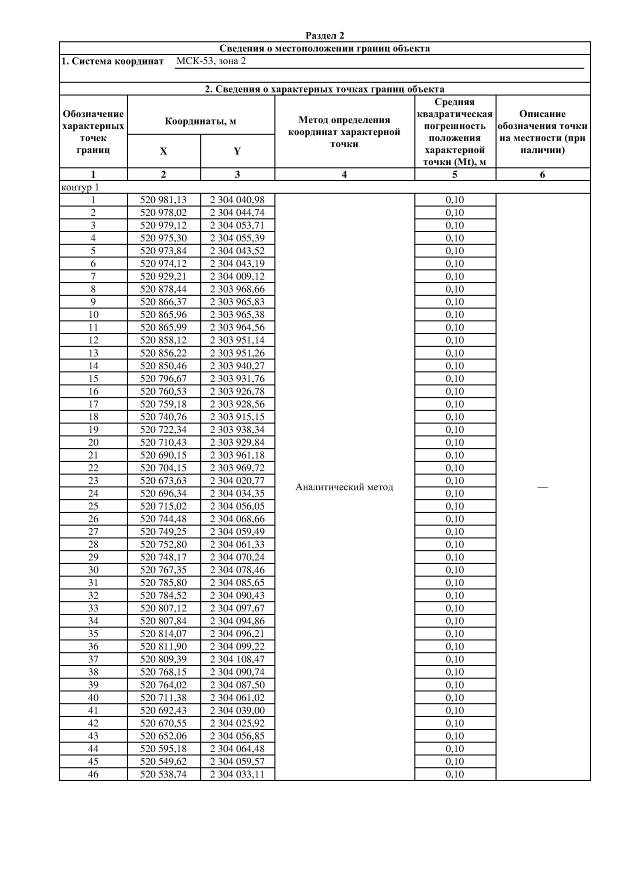 Раздел 2
Сведения о местоположении границ объекта
1. Система координат МСК-53, зона 2
2. Сведения о характерных точках границ объекта
Обозначение характерных точек границ
Координаты, м
Метод определения координат характерной точки
Средняя квадратическая погрешность положения характерной точки (Mt), м
Описание обозначения точки на местности (при наличии)
X Y
1 2 3 4 5 6
контур 1
1 520 981,13 2 304 040,98 0,10
2 520 978,02 2 304 044,74 0,10
3 520 979,12 2 304 053,71 0,10
4 520 975,30 2 304 055,39 0,10
5 520 973,84 2 304 043,52 0,10
6 520 974,12 2 304 043,19 0,10
7 520 929,21 2 304 009,12 0,10
8 520 878,44 2 303 968,66 0,10
9 520 866,37 2 303 965,83 0,10
10 520 865,96 2 303 965,38 0,10
11 520 865,99 2 303 964,56 0,10
12 520 858,12 2 303 951,14 0,10
13 520 856,22 2 303 951,26 0,10
14 520 850,46 2 303 940,27 0,10
15 520 796,67 2 303 931,76 0,10
16 520 760,53 2 303 926,78 0,10
17 520 759,18 2 303 928,56 0,10
18 520 740,76 2 303 915,15 0,10
19 520 722,34 2 303 938,34 0,10
20 520 710,43 2 303 929,84 0,10
21 520 690,15 2 303 961,18 0,10
22 520 704,15 2 303 969,72 0,10
23 520 673,63 2 304 020,77 0,10
Аналитический метод —
24 520 696,34 2 304 034,35 0,10
25 520 715,02 2 304 056,05 0,10
26 520 744,48 2 304 068,66 0,10
27 520 749,25 2 304 059,49 0,10
28 520 752,80 2 304 061,33 0,10
29 520 748,17 2 304 070,24 0,10
30 520 767,35 2 304 078,46 0,10
31 520 785,80 2 304 085,65 0,10
32 520 784,52 2 304 090,43 0,10
33 520 807,12 2 304 097,67 0,10
34 520 807,84 2 304 094,86 0,10
35 520 814,07 2 304 096,21 0,10
36 520 811,90 2 304 099,22 0,10
37 520 809,39 2 304 108,47 0,10
38 520 768,15 2 304 090,74 0,10
39 520 764,02 2 304 087,50 0,10
40 520 711,38 2 304 061,02 0,10
41 520 692,43 2 304 039,00 0,10
42 520 670,55 2 304 025,92 0,10
43 520 652,06 2 304 056,85 0,10
44 520 595,18 2 304 064,48 0,10
45 520 549,62 2 304 059,57 0,10
46 520 538,74 2 304 033,11 0,10